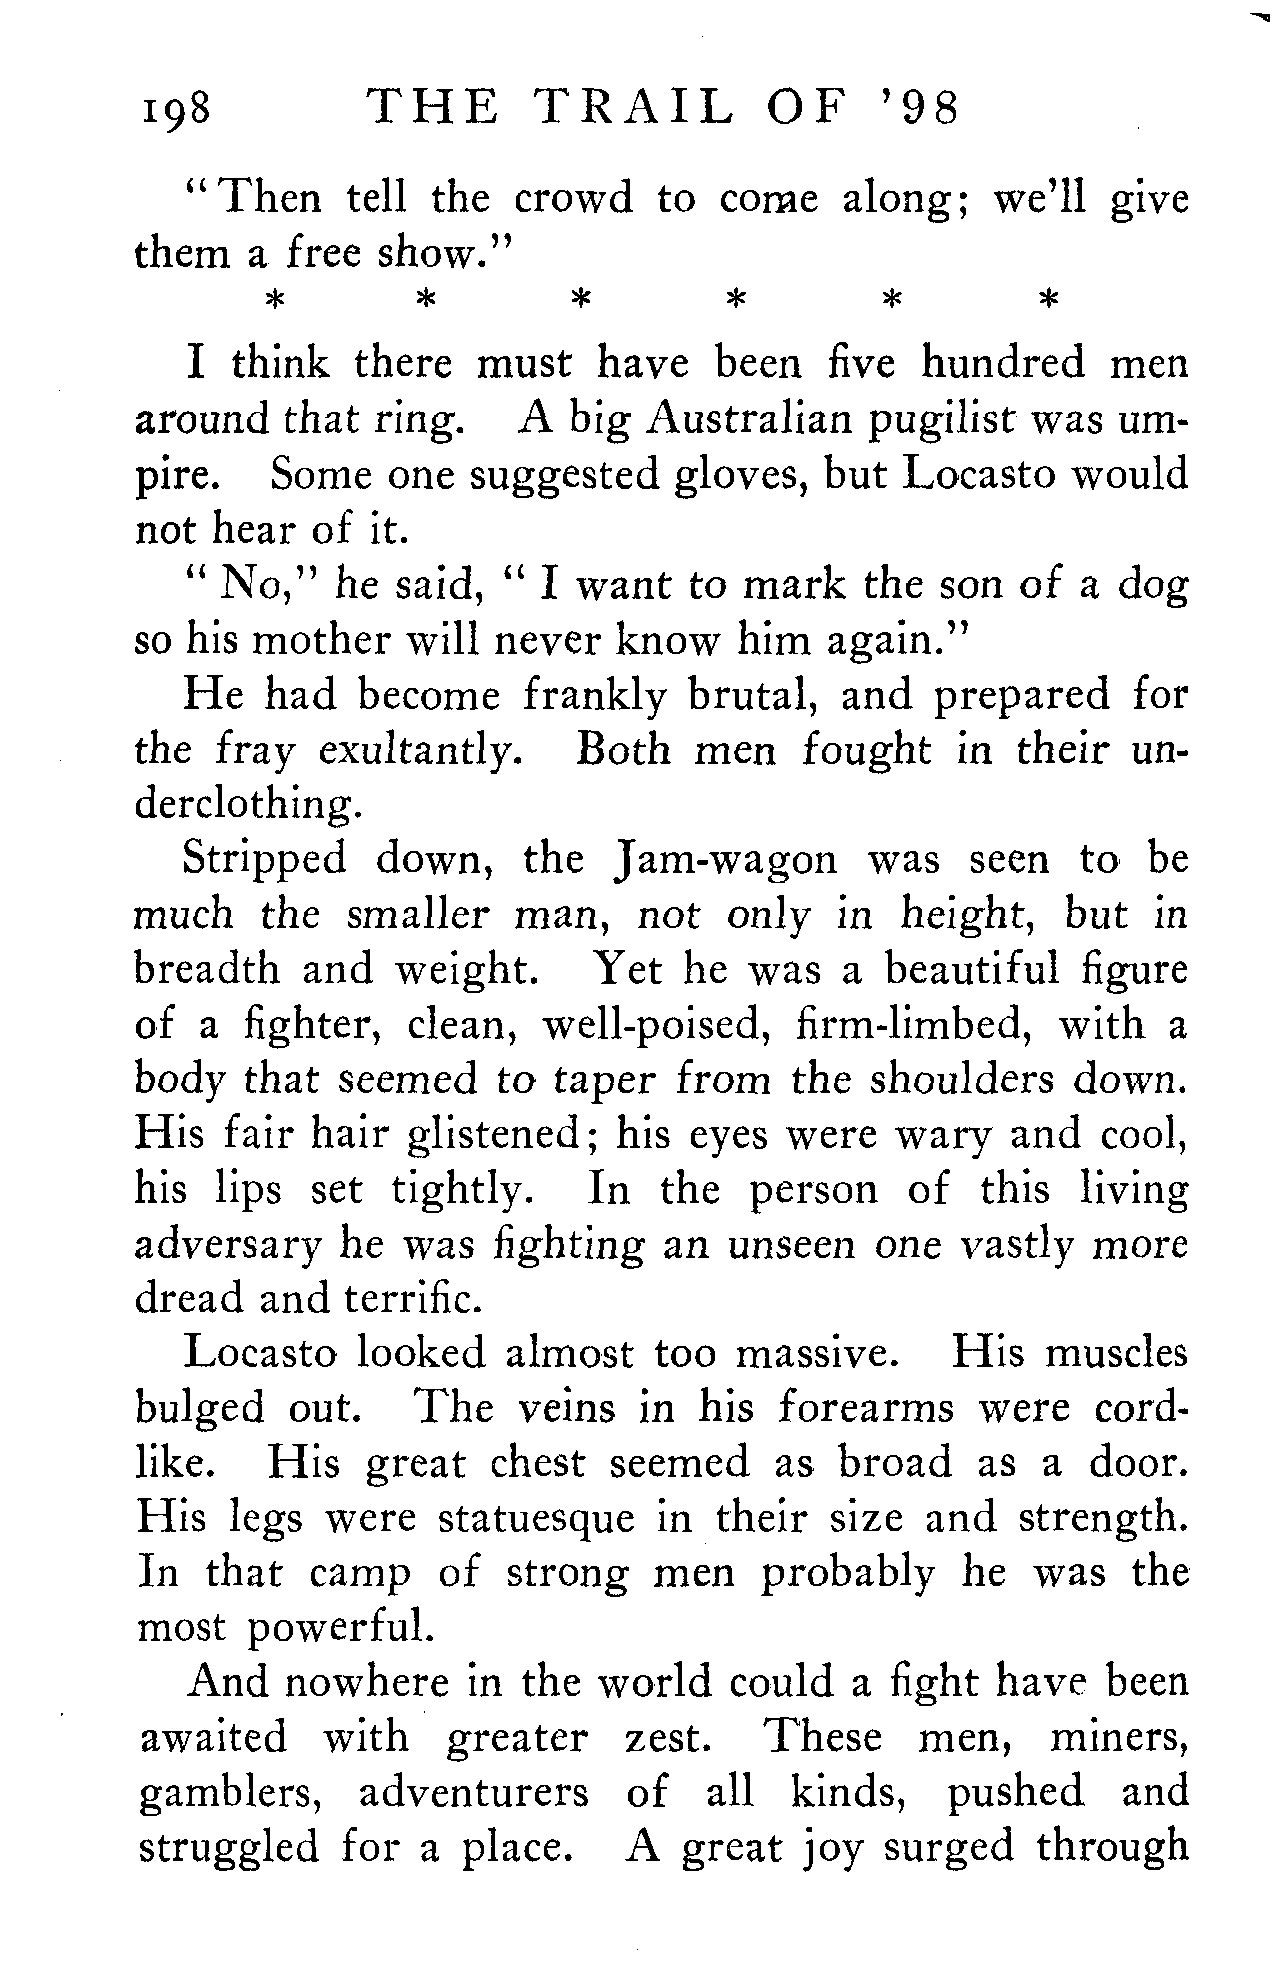 198 THE TRAIL OF '98
" Then tell the crowd to come along; we'll give
them a free show."
* * * * * *
I think there must have been five hundred men
around that ring. A big Australian pugilist was um-
pire. Some one suggested gloves, but Locasto would
not hear of it.
" No," he said, " I want to mark the son of a dog
so his mother will never know him again."
He had become frankly brutal, and prepared for
the fray exultantly. Both men fought in their un-
derclothing.
Stripped down, the Jam-wagon was seen to be
much the smaller man, not only in height, but in
breadth and weight. Yet he was a beautiful figure
of a fighter, clean, well-poised, firm-limbed, with a
body that seemed to taper from the shoulders down.
His fair hair glistened; his eyes were wary and cool,
his lips set tightly. In the person of this living
adversary he was fighting an unseen one vastly more
dread and terrific.
Locasto looked almost too massive. His muscles
bulged out. The veins in his forearms were cord-
like. His great chest seemed as broad as a door.
His legs were statuesque in their size and strength.
In that camp of strong men probably he was the
most powerful.
And nowhere in the world could a fight have been
awaited with greater zest. These men, miners,
gamblers, adventurers of all kinds, pushed and
struggled for a place. A great joy surged through